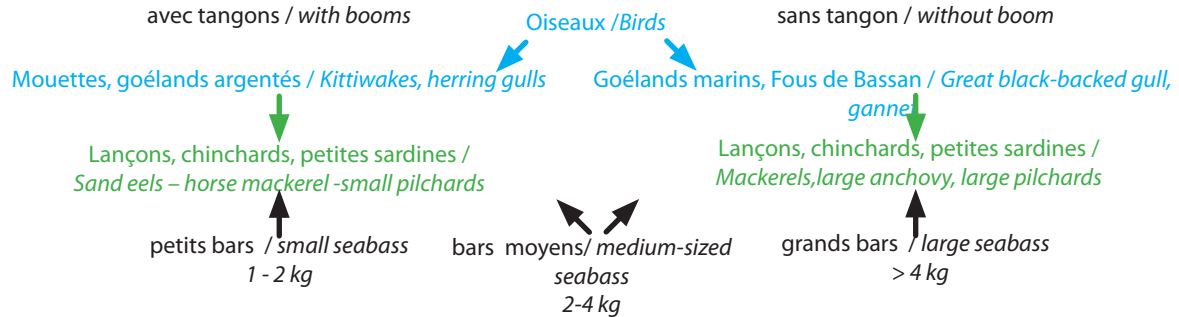 avec tangons / with booms
Oiseaux /Birds
sans tangon / without boom
Mouettes, goélands argentés / Kittiwakes, herring gulls
Goélands marins, Fous de Bassan / Great black-backed gull,
gannet
Lançons, chinchards, petites sardines /
Sand eels – horse mackerel -small pilchards
Lançons, chinchards, petites sardines /
Mackerels,large anchovy, large pilchards
petits bars / small seabass
1 - 2 kg
bars moyens/ medium-sized
seabass
2-4 kg
grands bars / large seabass
> 4 kg